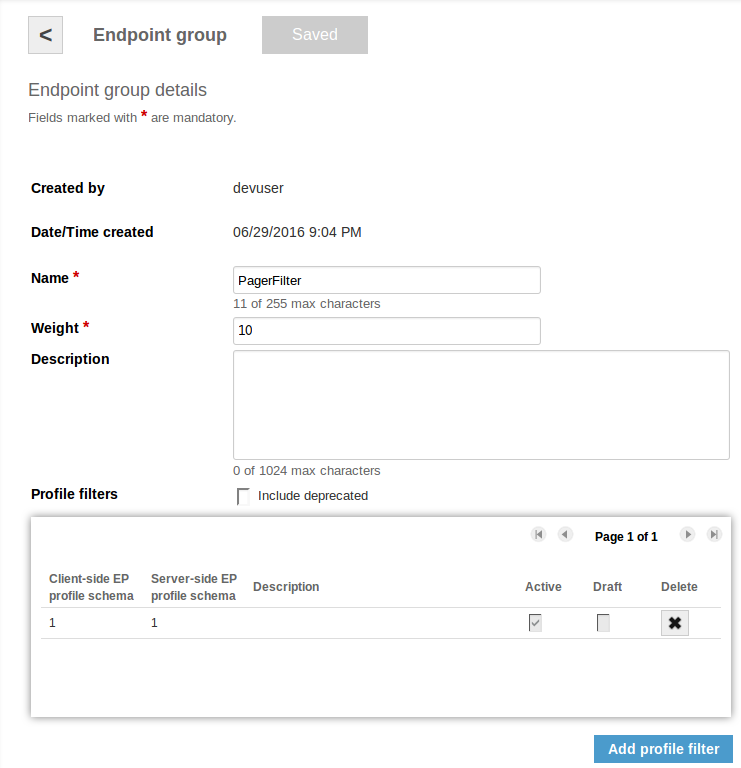 < Endpoint group Saved
Endpoint group details
Fields marked with * are mandatory.
Created by devuser
Date/Time created 06/29/2016 9:04 PM
Name * PagerFilter
11 of 255 max characters
Weight * 10
Description
0 of 1024 max characters
Profile filters Include deprecated
Page 1 of 1
Client-side EP profile schema Server-side EP profile schema Description Active Draft Delete
1 1
Add profile filter